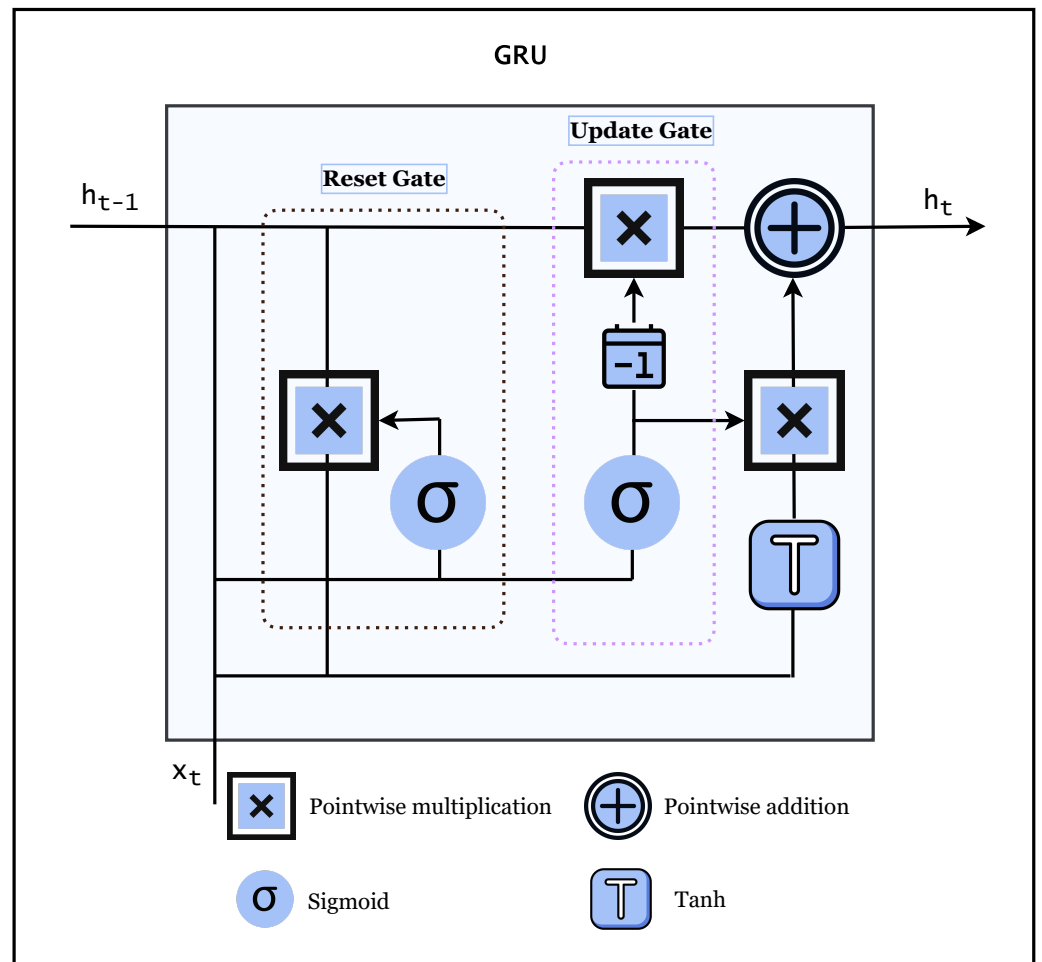 GRU
Update Gate
Reset Gate
h_{t-1}
h_t
×
+
-1
×
×
σ
σ
T
x_t
× Pointwise multiplication
+ Pointwise addition
σ Sigmoid
T Tanh